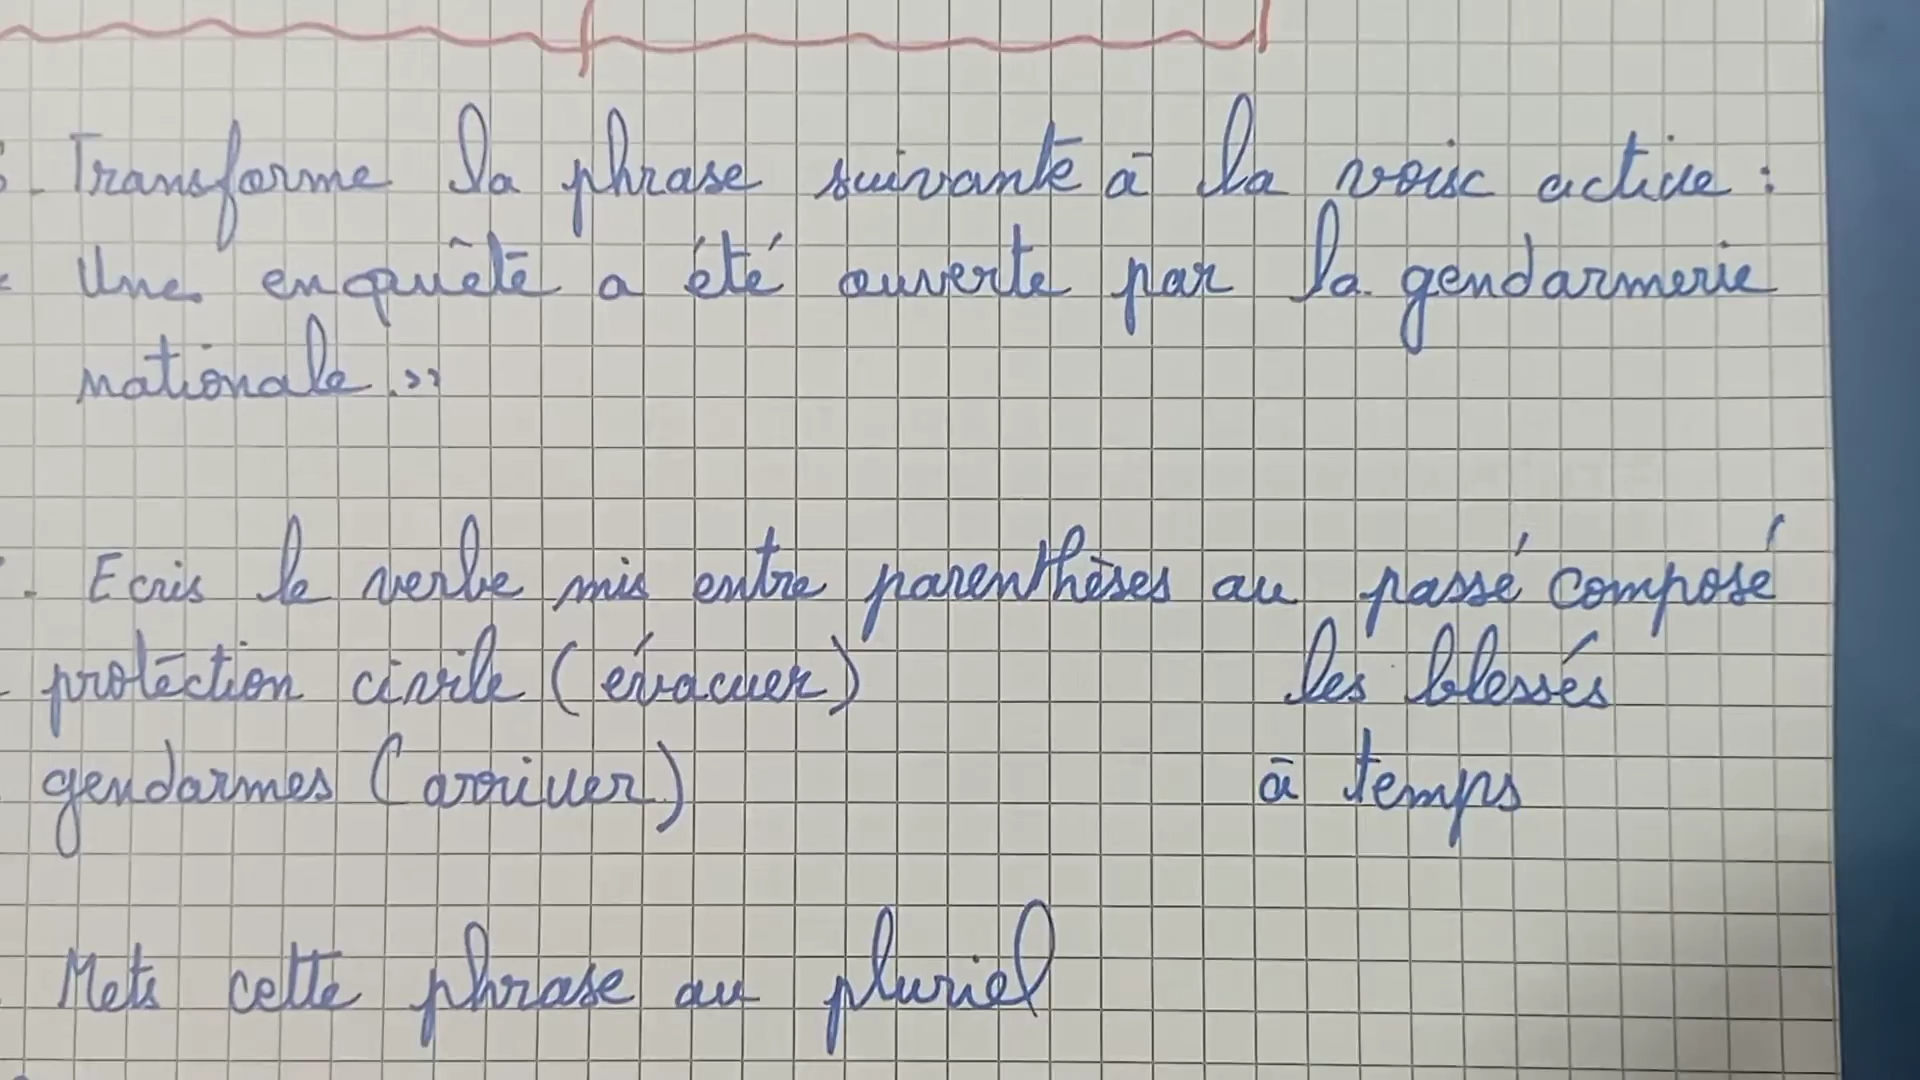 - Transforme la phrase suivante à la voix active :
« Une enquête a été ouverte par la gendarmerie
nationale. »
- Ecris le verbe mis entre parenthèses au passé composé
protection civile (évacuer) les blessés
gendarmes (arriver) à temps
Mets cette phrase au pluriel